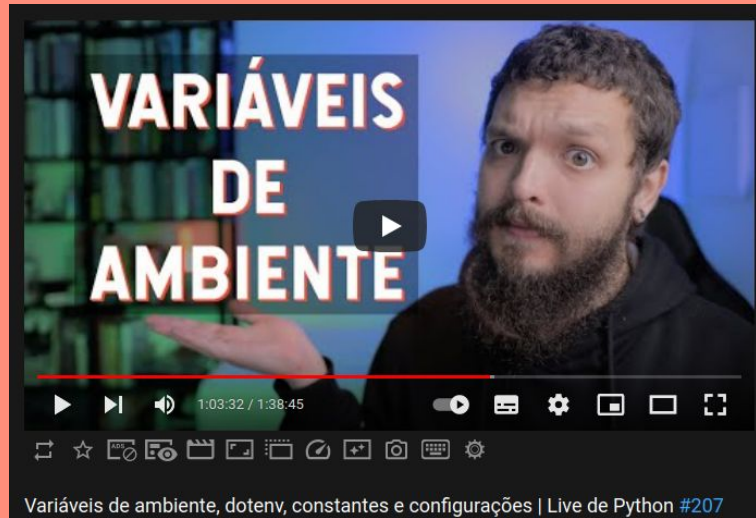 VARIÁVEIS
DE
AMBIENTE
1:03:32 / 1:38:45
ADS
Variáveis de ambiente, dotenv, constantes e configurações | Live de Python #207